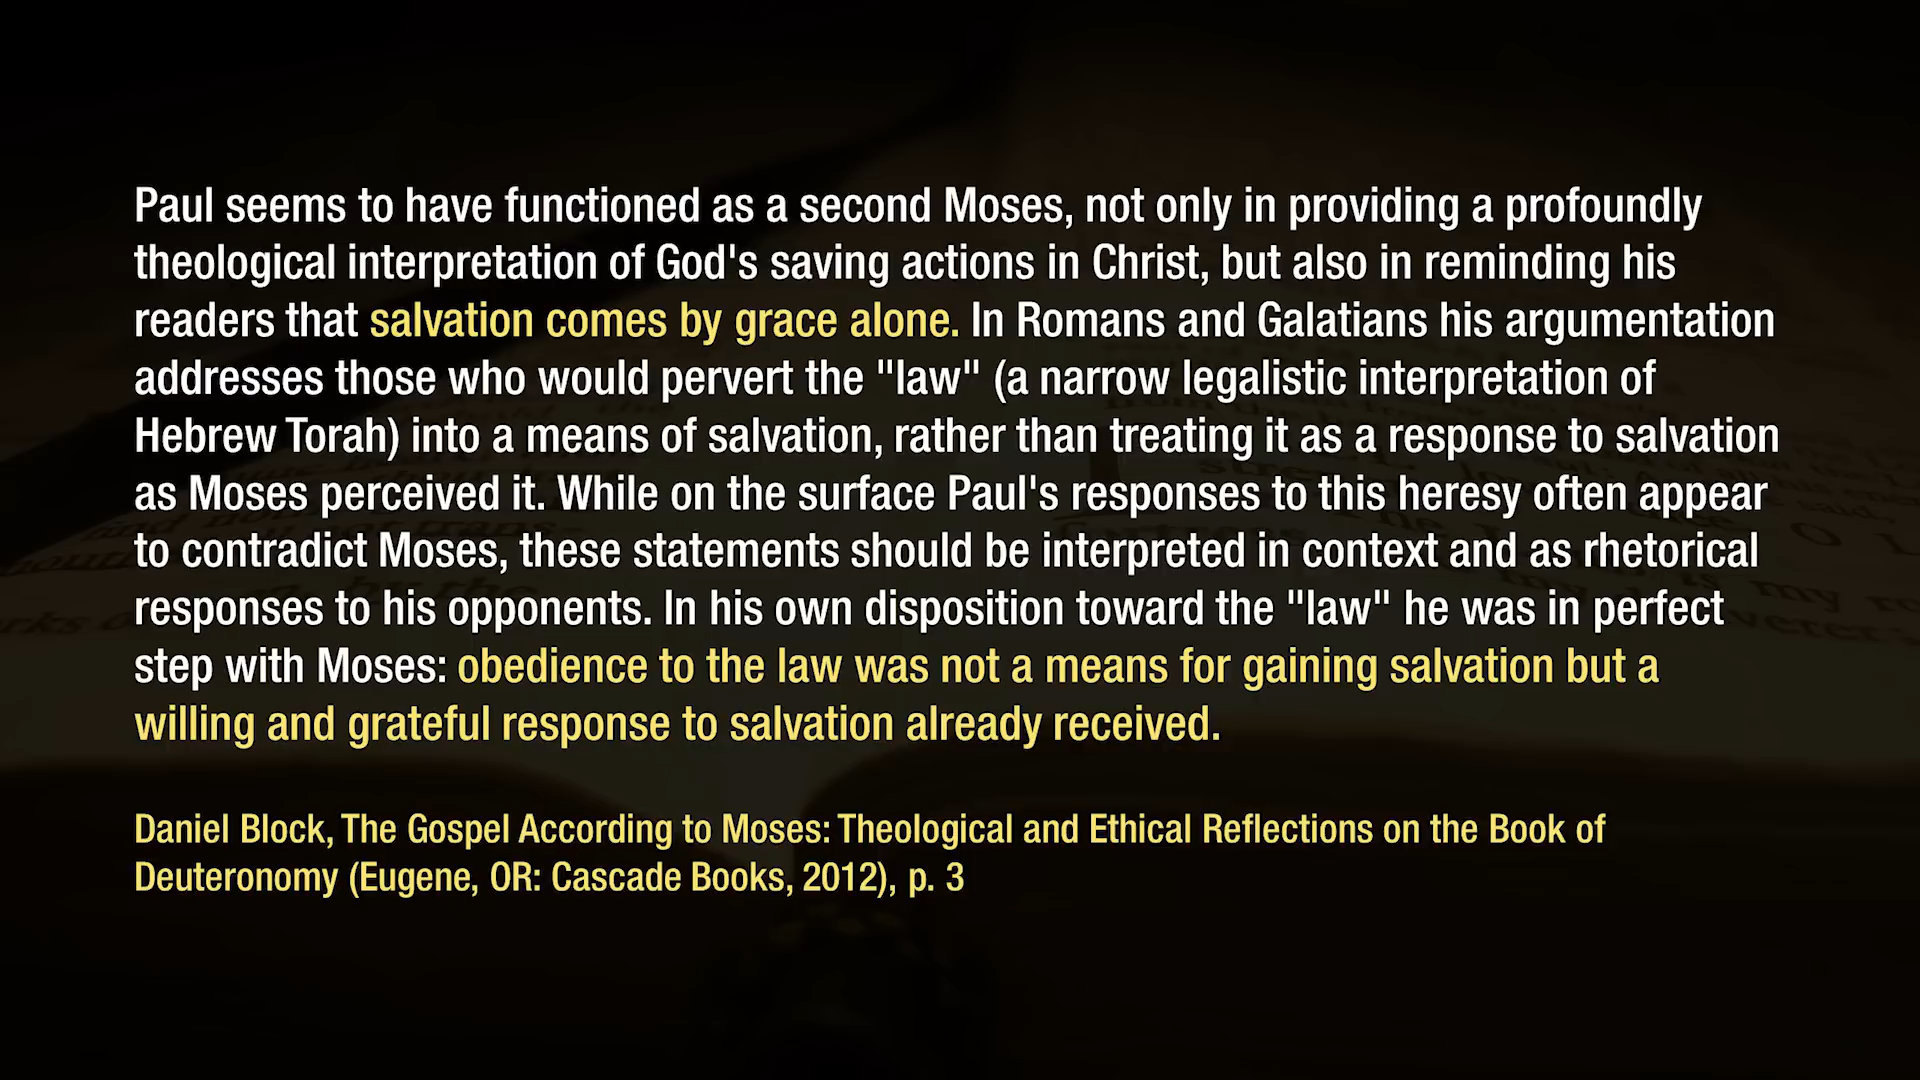 Paul seems to have functioned as a second Moses, not only in providing a profoundly
theological interpretation of God's saving actions in Christ, but also in reminding his
readers that salvation comes by grace alone. In Romans and Galatians his argumentation
addresses those who would pervert the "law" (a narrow legalistic interpretation of
Hebrew Torah) into a means of salvation, rather than treating it as a response to salvation
as Moses perceived it. While on the surface Paul's responses to this heresy often appear
to contradict Moses, these statements should be interpreted in context and as rhetorical
responses to his opponents. In his own disposition toward the "law" he was in perfect
step with Moses: obedience to the law was not a means for gaining salvation but a
willing and grateful response to salvation already received.
Daniel Block, The Gospel According to Moses: Theological and Ethical Reflections on the Book of
Deuteronomy (Eugene, OR: Cascade Books, 2012), p. 3